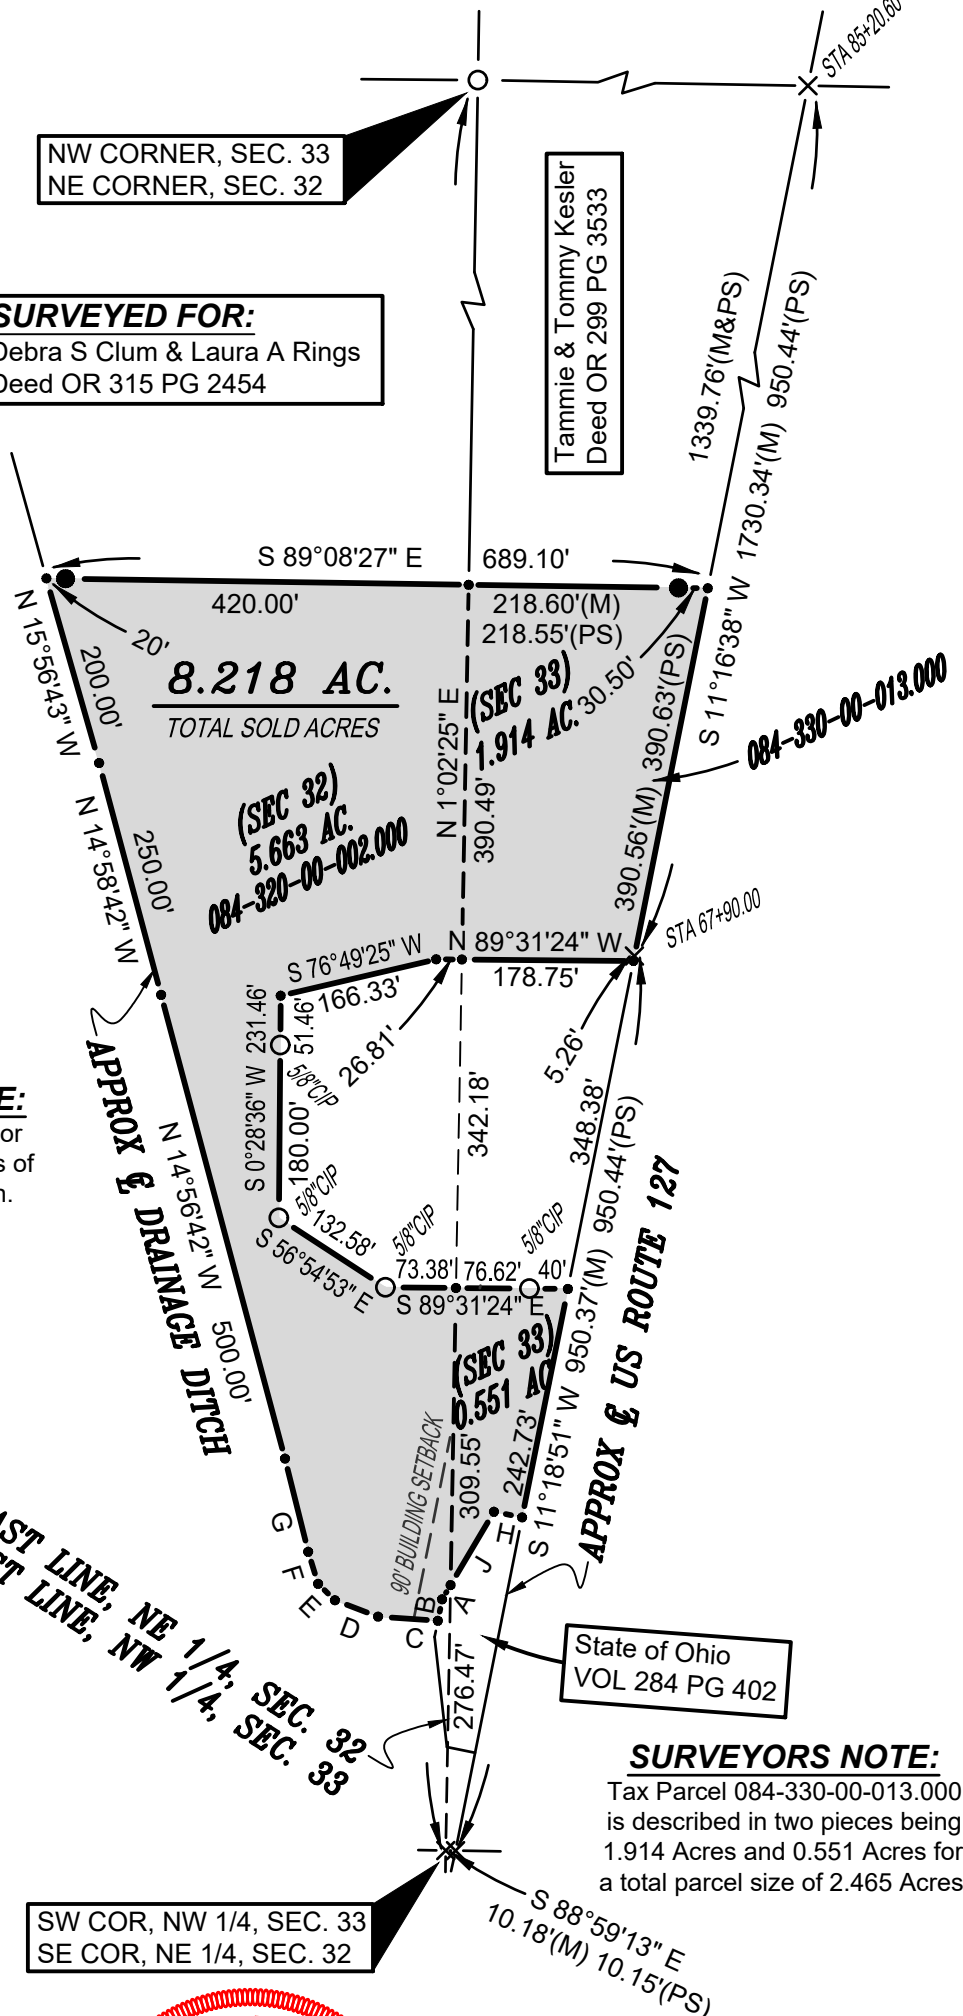 STA 85+20.60
NW CORNER, SEC. 33
NE CORNER, SEC. 32
Tammie & Tommy Kesler
Deed OR 299 PG 3533
SURVEYED FOR:
Debra S Clum & Laura A Rings
Deed OR 315 PG 2454
1339.76'(M&PS)
S 11°16'38" W 1730.34'(M) 950.44'(PS)
S 89°08'27" E 689.10'
420.00'
218.60'(M)
218.55'(PS)
20'
30.50'
N 15°56'43" W
200.00'
8.218 AC.
TOTAL SOLD ACRES
(SEC 33)
1.914 AC.
N 1°02'25" E
390.49'
390.56'(M) 390.63'(PS)
084-330-00-013.000
(SEC 32)
5.663 AC.
084-320-00-002.000
N 14°58'42" W
250.00'
STA 67+90.00
N 89°31'24" W
178.75'
S 76°49'25" W
166.33'
26.81'
5.26'
S 0°28'36" W 231.46'
51.46'
5/8"CIP
180.00'
342.18'
348.38'
E:
or
s of
n.
APPROX ℄ DRAINAGE DITCH
N 14°56'42" W 500.00'
5/8"CIP
132.58'
S 56°54'53" E
5/8"CIP
5/8"CIP
73.38'
76.62'
40'
S 89°31'24" E
S 11°18'51" W 950.37'(M) 950.44'(PS)
APPROX ℄ US ROUTE 127
(SEC 33)
0.551 AC
242.73'
309.55'
90' BUILDING SETBACK
G
F
E
D
C
B
A
J
H
AST LINE, NE 1/4, SEC. 32
ST LINE, NW 1/4, SEC. 33
276.47'
State of Ohio
VOL 284 PG 402
SURVEYORS NOTE:
Tax Parcel 084-330-00-013.000
is described in two pieces being
1.914 Acres and 0.551 Acres for
a total parcel size of 2.465 Acres
SW COR, NW 1/4, SEC. 33
SE COR, NE 1/4, SEC. 32
S 88°59'13" E
10.18'(M) 10.15'(PS)